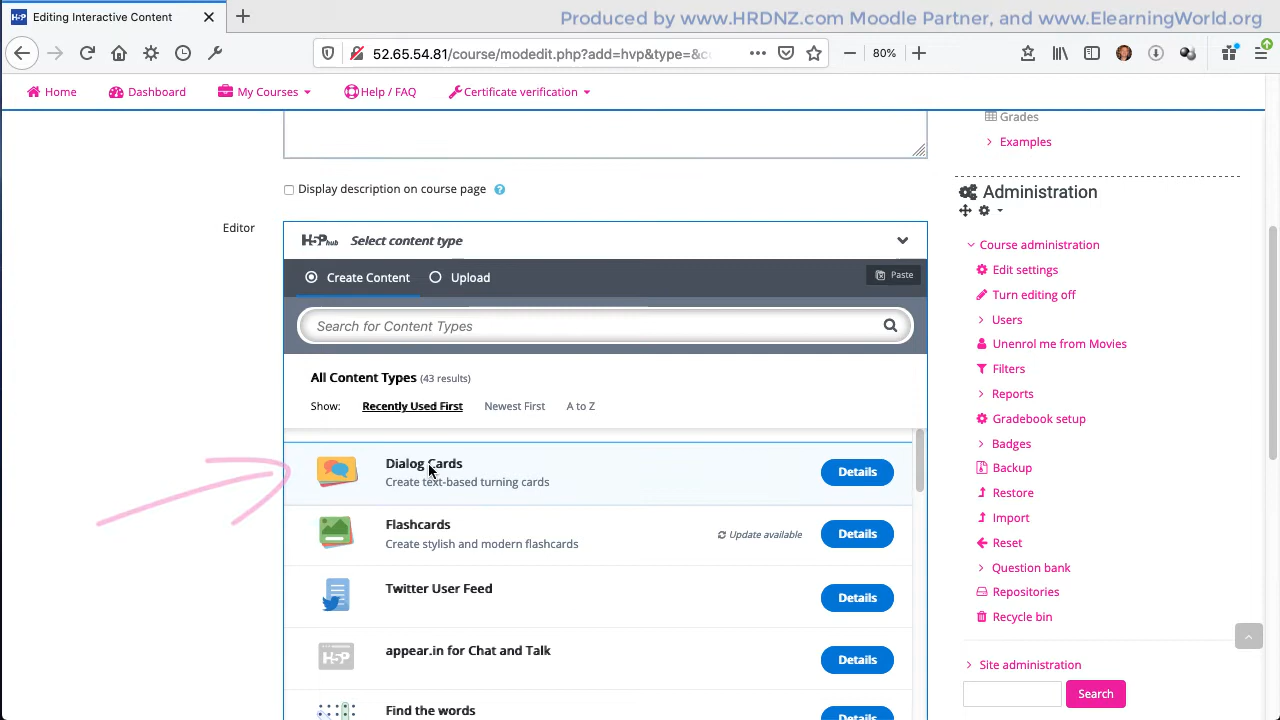 H5P Editing Interactive Content × +
Produced by www.HRDNZ.com Moodle Partner, and www.ElearningWorld.org
52.65.54.81/course/modedit.php?add=hvp&type=&c
80%
Home
Dashboard
My Courses
Help / FAQ
Certificate verification
Grades
Examples
Display description on course page
Editor
H5P hub Select content type
Create Content
Upload
Paste
Search for Content Types
All Content Types (43 results)
Show: Recently Used First Newest First A to Z
Dialog Cards
Create text-based turning cards
Details
Flashcards
Create stylish and modern flashcards
Update available
Details
Twitter User Feed
Details
H5P
appear.in for Chat and Talk
Details
Find the words
Details
Administration
Course administration
Edit settings
Turn editing off
Users
Unenrol me from Movies
Filters
Reports
Gradebook setup
Badges
Backup
Restore
Import
Reset
Question bank
Repositories
Recycle bin
Site administration
Search